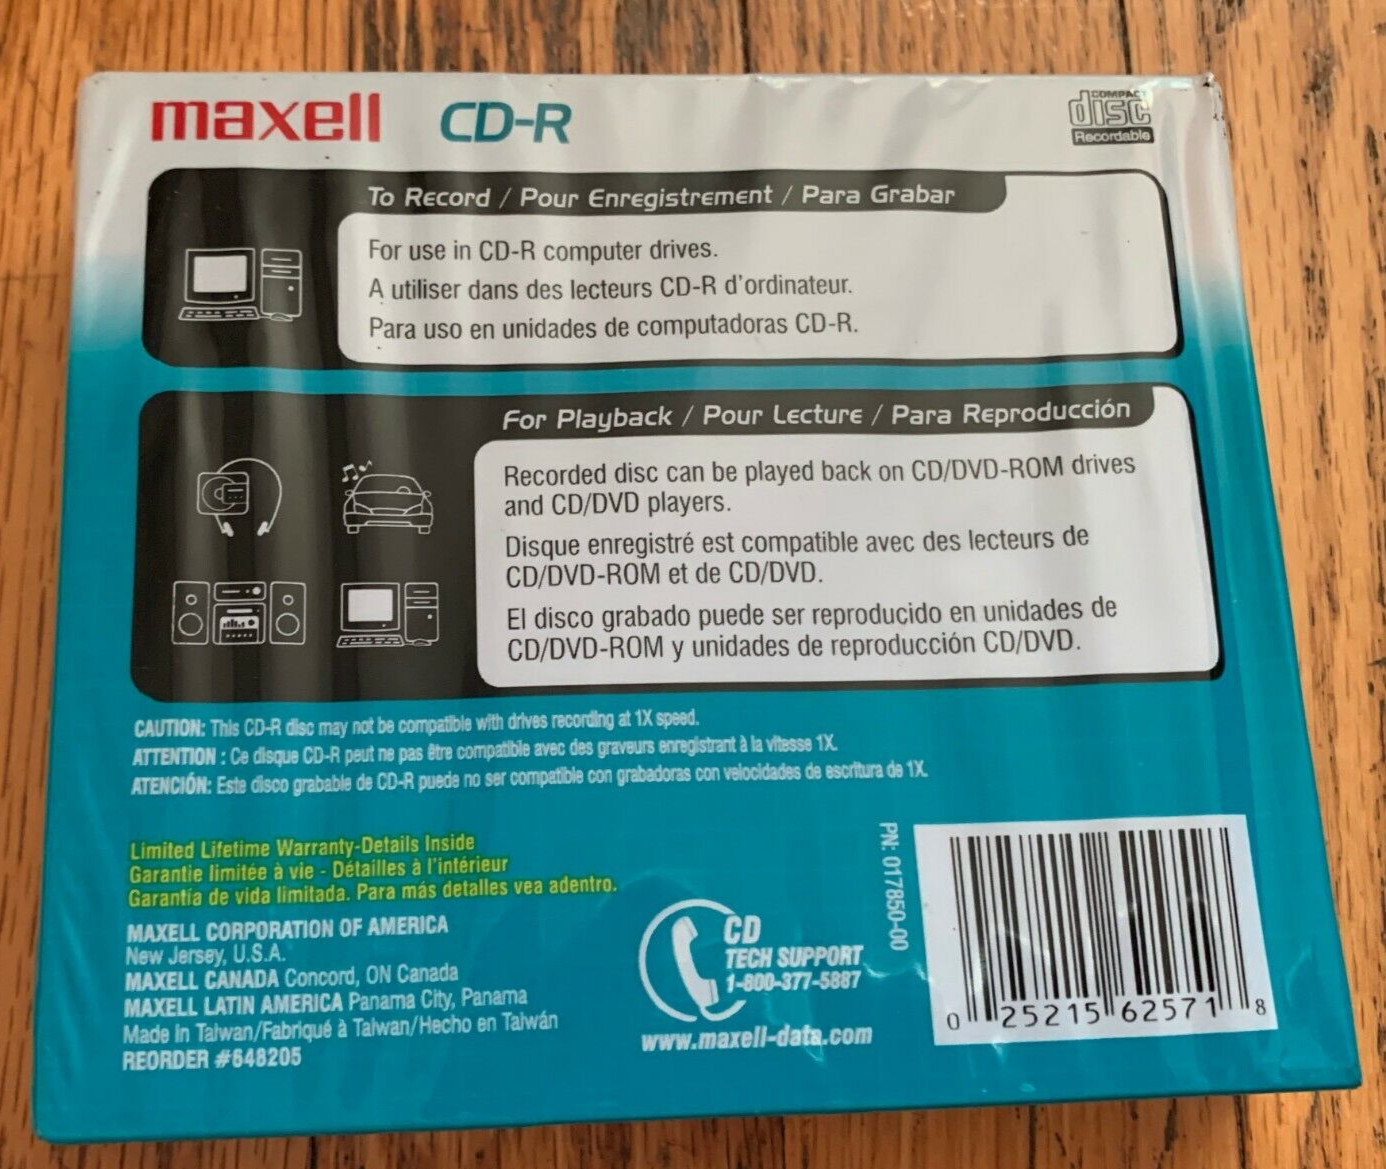 maxell CD-R
COMPACT
disc
Recordable
To Record / Pour Enregistrement / Para Grabar
For use in CD-R computer drives.
A utiliser dans des lecteurs CD-R d'ordinateur.
Para uso en unidades de computadoras CD-R.
For Playback / Pour Lecture / Para Reproducción
Recorded disc can be played back on CD/DVD-ROM drives
and CD/DVD players.
Disque enregistré est compatible avec des lecteurs de
CD/DVD-ROM et de CD/DVD.
El disco grabado puede ser reproducido en unidades de
CD/DVD-ROM y unidades de reproducción CD/DVD.
CAUTION: This CD-R disc may not be compatible with drives recording at 1X speed.
ATTENTION : Ce disque CD-R peut ne pas être compatible avec des graveurs enregistrant à la vitesse 1X.
ATENCIÓN: Este disco grabable de CD-R puede no ser compatible con grabadoras con velocidades de escritura de 1X.
Limited Lifetime Warranty-Details Inside
Garantie limitée à vie - Détailles à l'intérieur
Garantía de vida limitada. Para más detalles vea adentro.
MAXELL CORPORATION OF AMERICA
New Jersey, U.S.A.
MAXELL CANADA Concord, ON Canada
MAXELL LATIN AMERICA Panama City, Panama
Made in Taiwan/Fabriqué à Taiwan/Hecho en Taiwán
REORDER #648205
CD
TECH SUPPORT
1-800-377-5887
www.maxell-data.com
PN: 017850-00
0 25215 62571 8